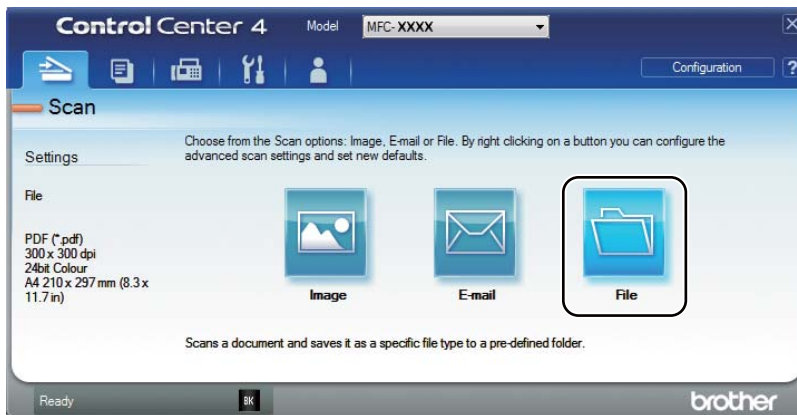 Control Center 4
Model
MFC-XXXX
Configuration
?
Scan
Choose from the Scan options: Image, E-mail or File. By right clicking on a button you can configure the
advanced scan settings and set new defaults.
Settings
File
PDF (*.pdf)
300 x 300 dpi
24bit Colour
A4 210 x 297 mm (8.3 x
11.7 in)
Image
E-mail
File
Scans a document and saves it as a specific file type to a pre-defined folder.
Ready
BK
brother